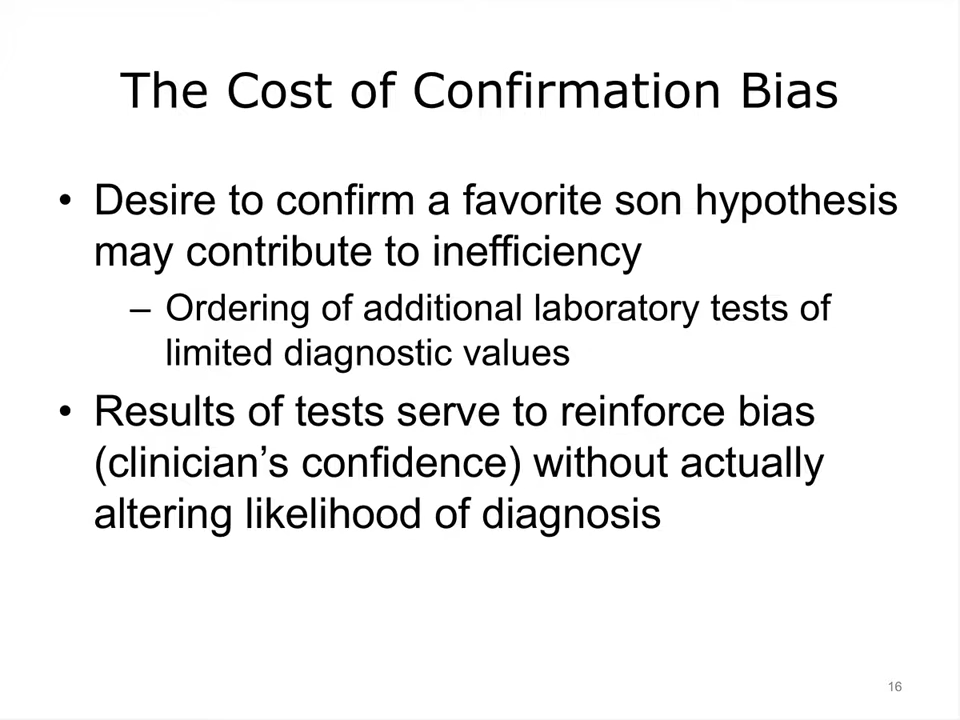 The Cost of Confirmation Bias
• Desire to confirm a favorite son hypothesis
may contribute to inefficiency
– Ordering of additional laboratory tests of
limited diagnostic values
• Results of tests serve to reinforce bias
(clinician’s confidence) without actually
altering likelihood of diagnosis
16